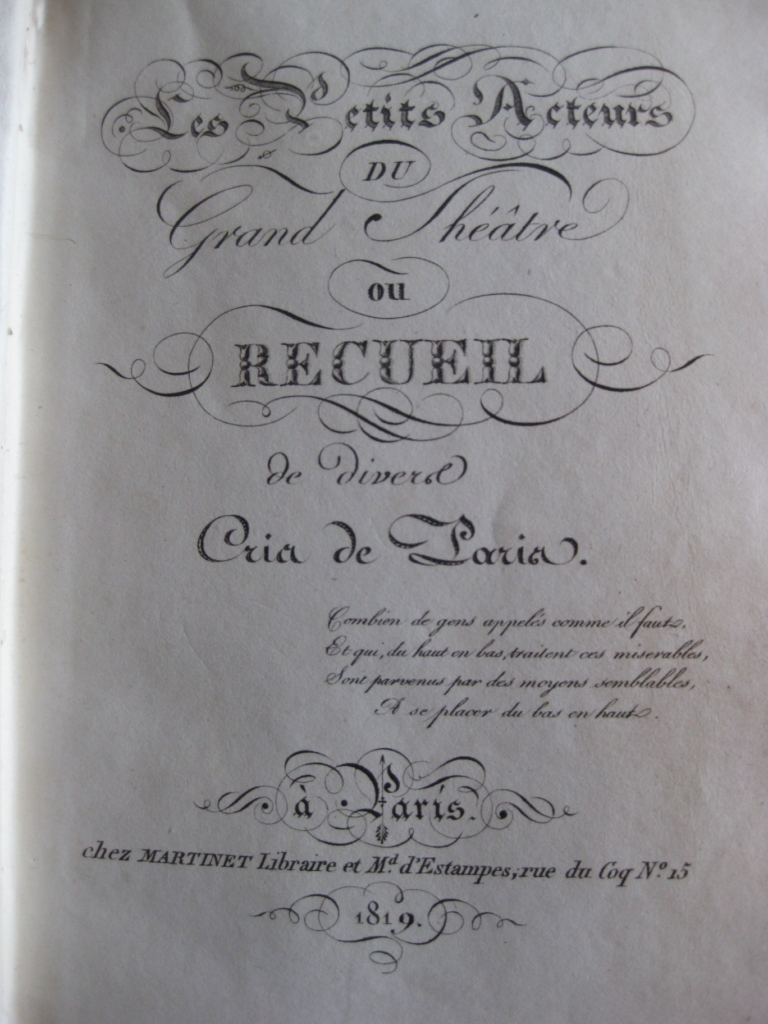 Les Petits Acteurs
DU
Grand Théâtre
ou
RECUEIL
de divers
Cris de Paris.
Combien de gens appelés comme il faut,
Et qui, du haut en bas, traitent ces miserables,
Sont parvenus par des moyens semblables,
A se placer du bas en haut.
à Paris.
chez MARTINET Libraire et Md. d'Estampes, rue du Coq No. 15
1819.